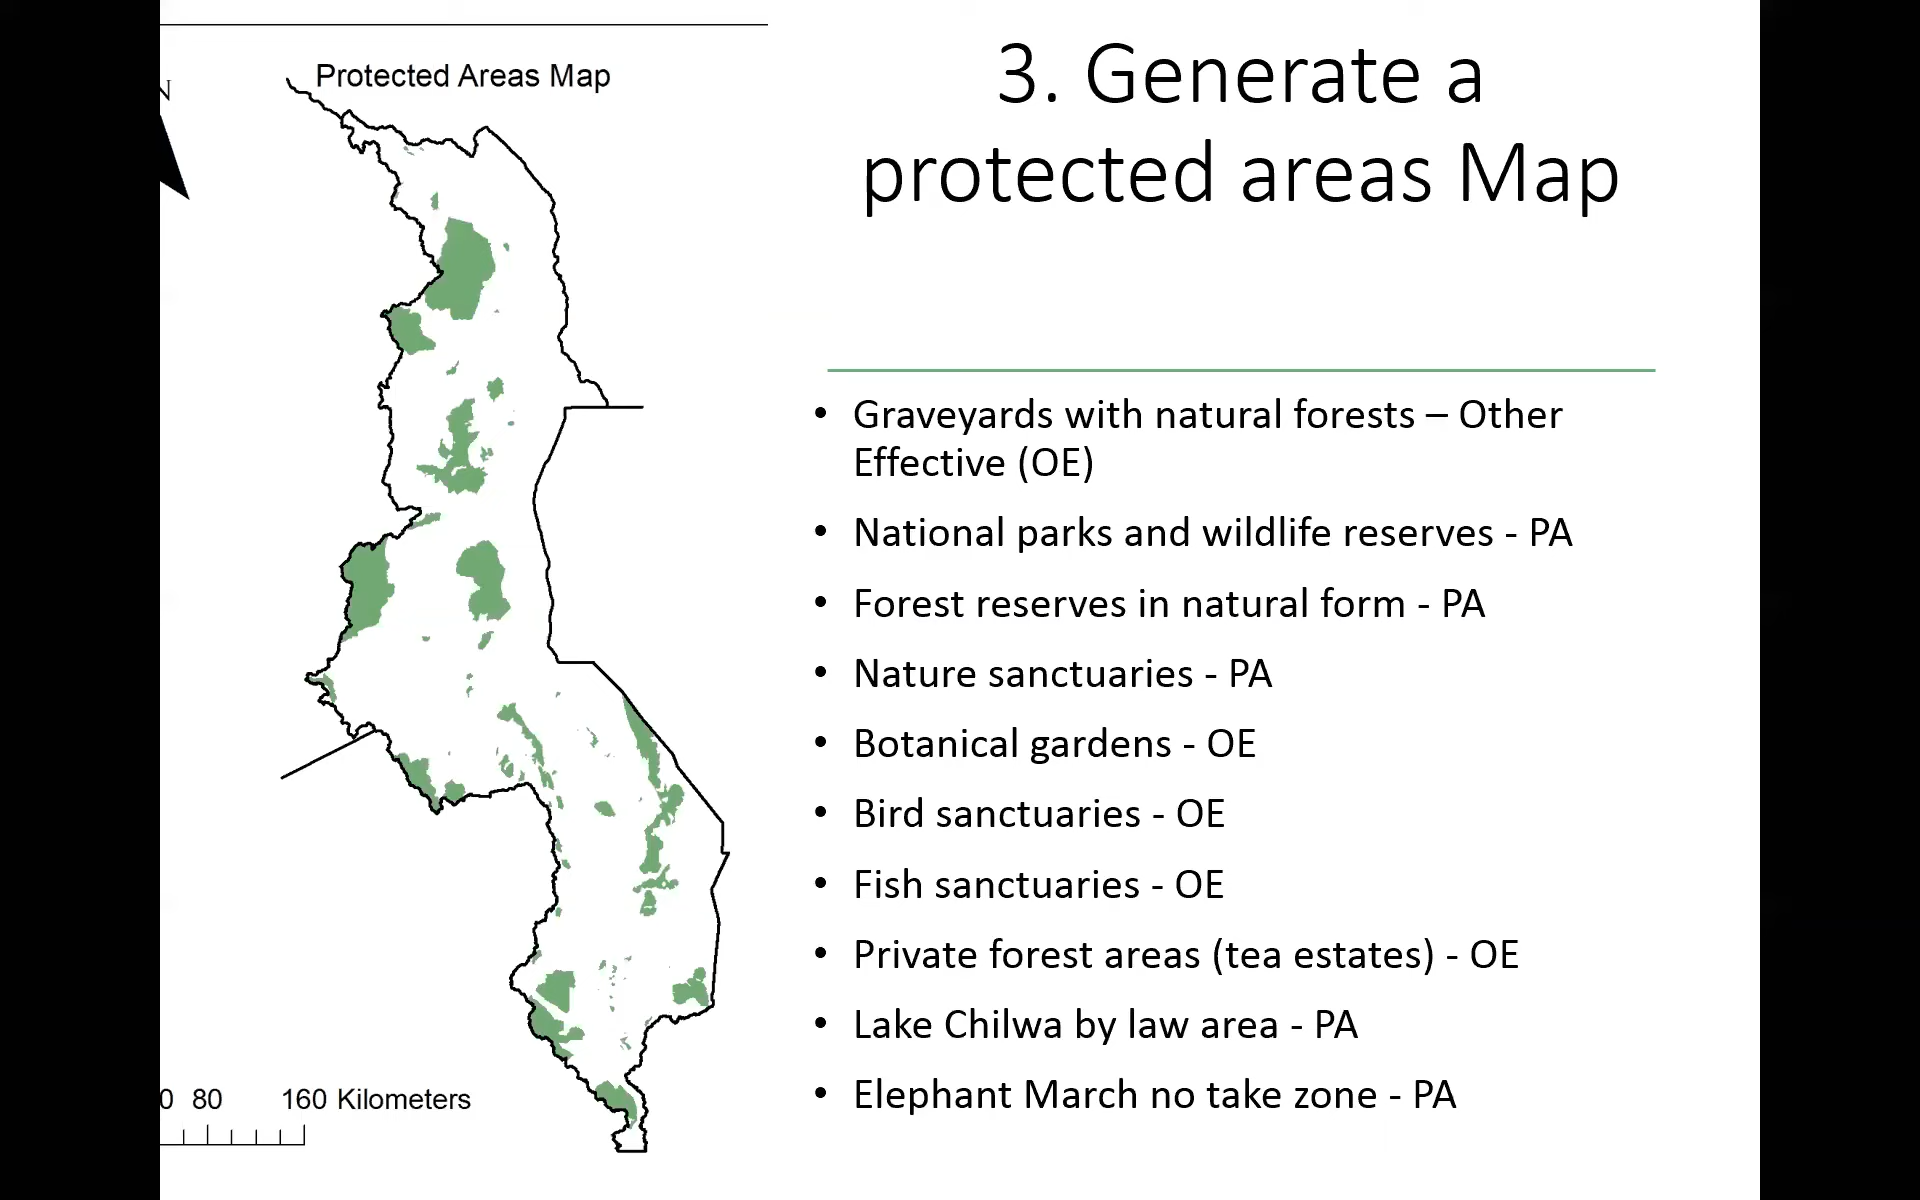 Protected Areas Map
N
0 80 160 Kilometers
3. Generate a
protected areas Map
• Graveyards with natural forests – Other
Effective (OE)
• National parks and wildlife reserves - PA
• Forest reserves in natural form - PA
• Nature sanctuaries - PA
• Botanical gardens - OE
• Bird sanctuaries - OE
• Fish sanctuaries - OE
• Private forest areas (tea estates) - OE
• Lake Chilwa by law area - PA
• Elephant March no take zone - PA